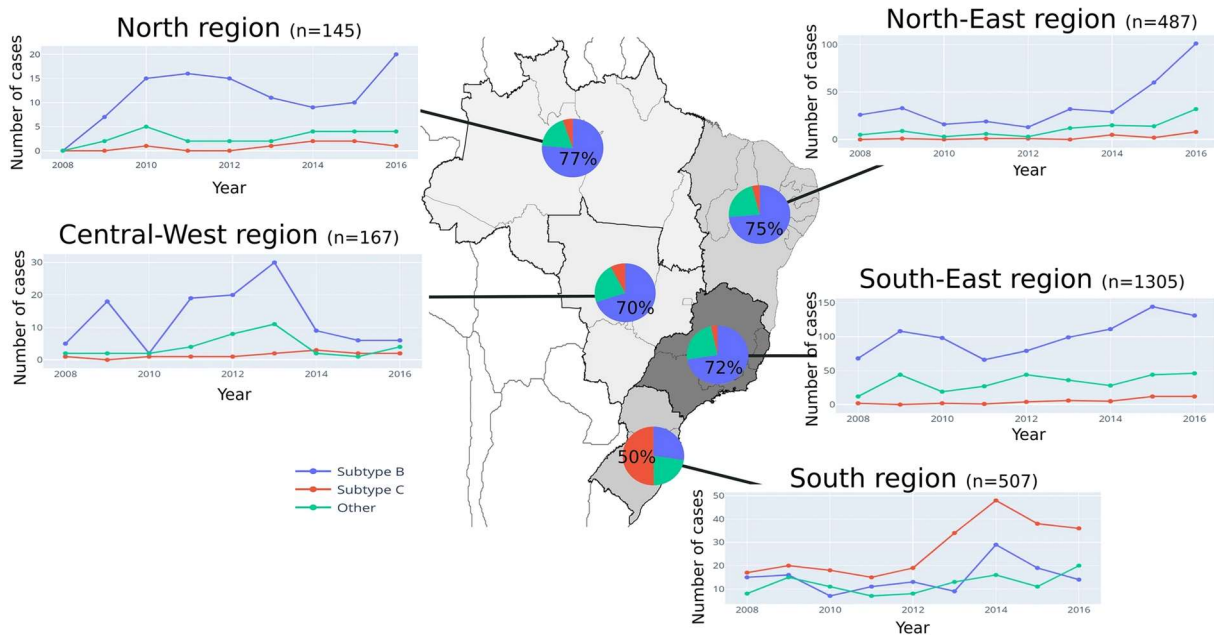 North region (n=145)
Number of cases
20
15
10
5
0
2008
2010
2012
2014
2016
Year
North-East region (n=487)
Number of cases
100
50
0
2008
2010
2012
2014
2016
Year
77%
75%
Central-West region (n=167)
Number of cases
30
20
10
0
2008
2010
2012
2014
2016
Year
70%
South-East region (n=1305)
Number of cases
150
100
50
0
2008
2010
2012
2014
2016
Year
72%
50%
Subtype B
Subtype C
Other
South region (n=507)
Number of cases
50
40
30
20
10
2008
2010
2012
2014
2016
Year